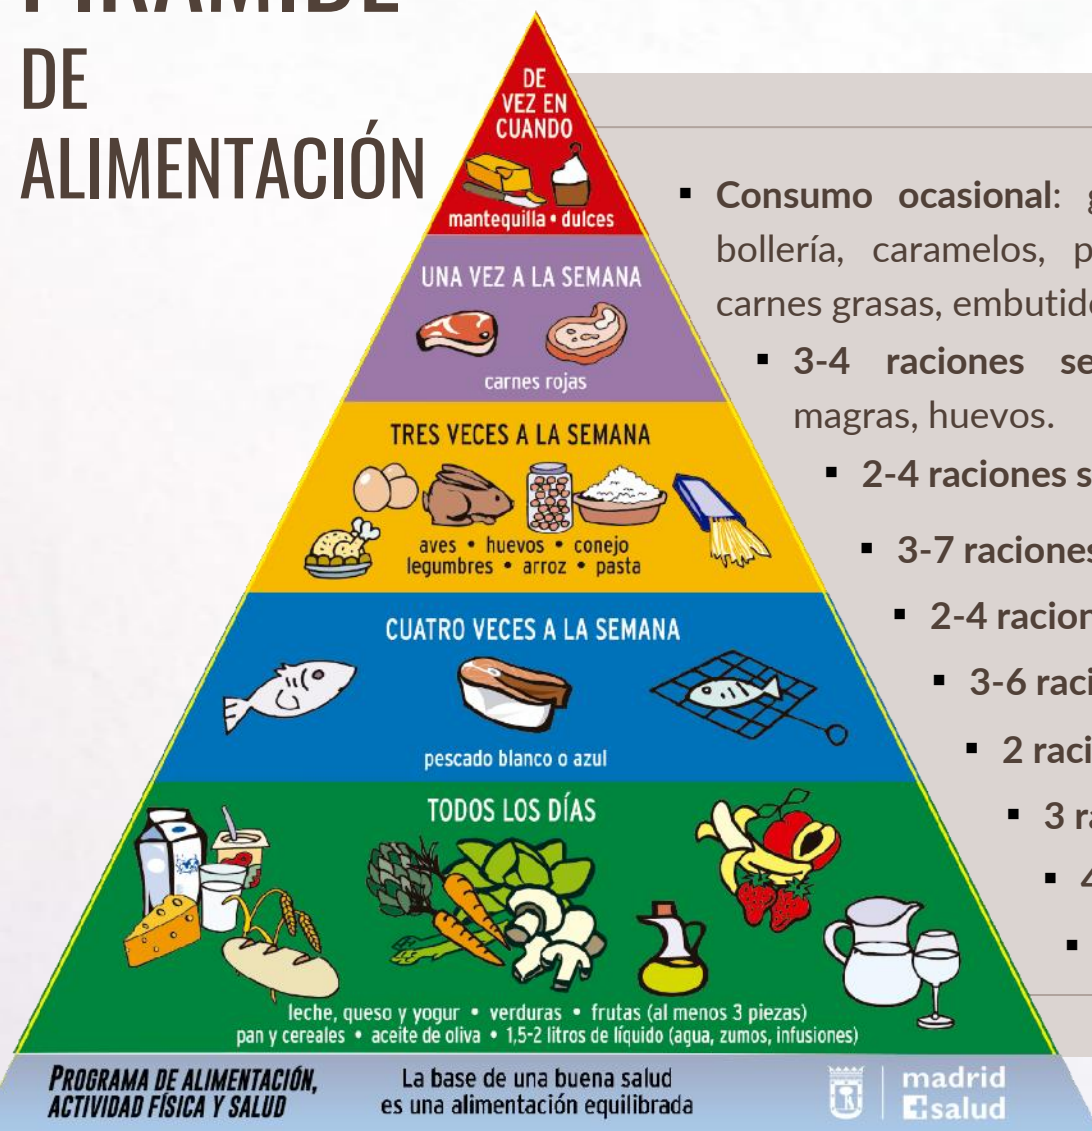 PIRÁMIDE
DE
ALIMENTACIÓN
DE
VEZ EN
CUANDO
mantequilla • dulces
UNA VEZ A LA SEMANA
carnes rojas
TRES VECES A LA SEMANA
aves • huevos • conejo
legumbres • arroz • pasta
CUATRO VECES A LA SEMANA
pescado blanco o azul
TODOS LOS DÍAS
leche, queso y yogur • verduras • frutas (al menos 3 piezas)
pan y cereales • aceite de oliva • 1,5-2 litros de líquido (agua, zumos, infusiones)
PROGRAMA DE ALIMENTACIÓN,
ACTIVIDAD FÍSICA Y SALUD
La base de una buena salud
es una alimentación equilibrada
madrid
salud
▪ Consumo ocasional:
bollería, caramelos,
carnes grasas,
▪ 3-4 raciones
magras, huevos.
▪ 2-4 raciones
▪ 3-7
▪ 2-4
▪ 3-6
▪ 2
▪ 3
▪ 4